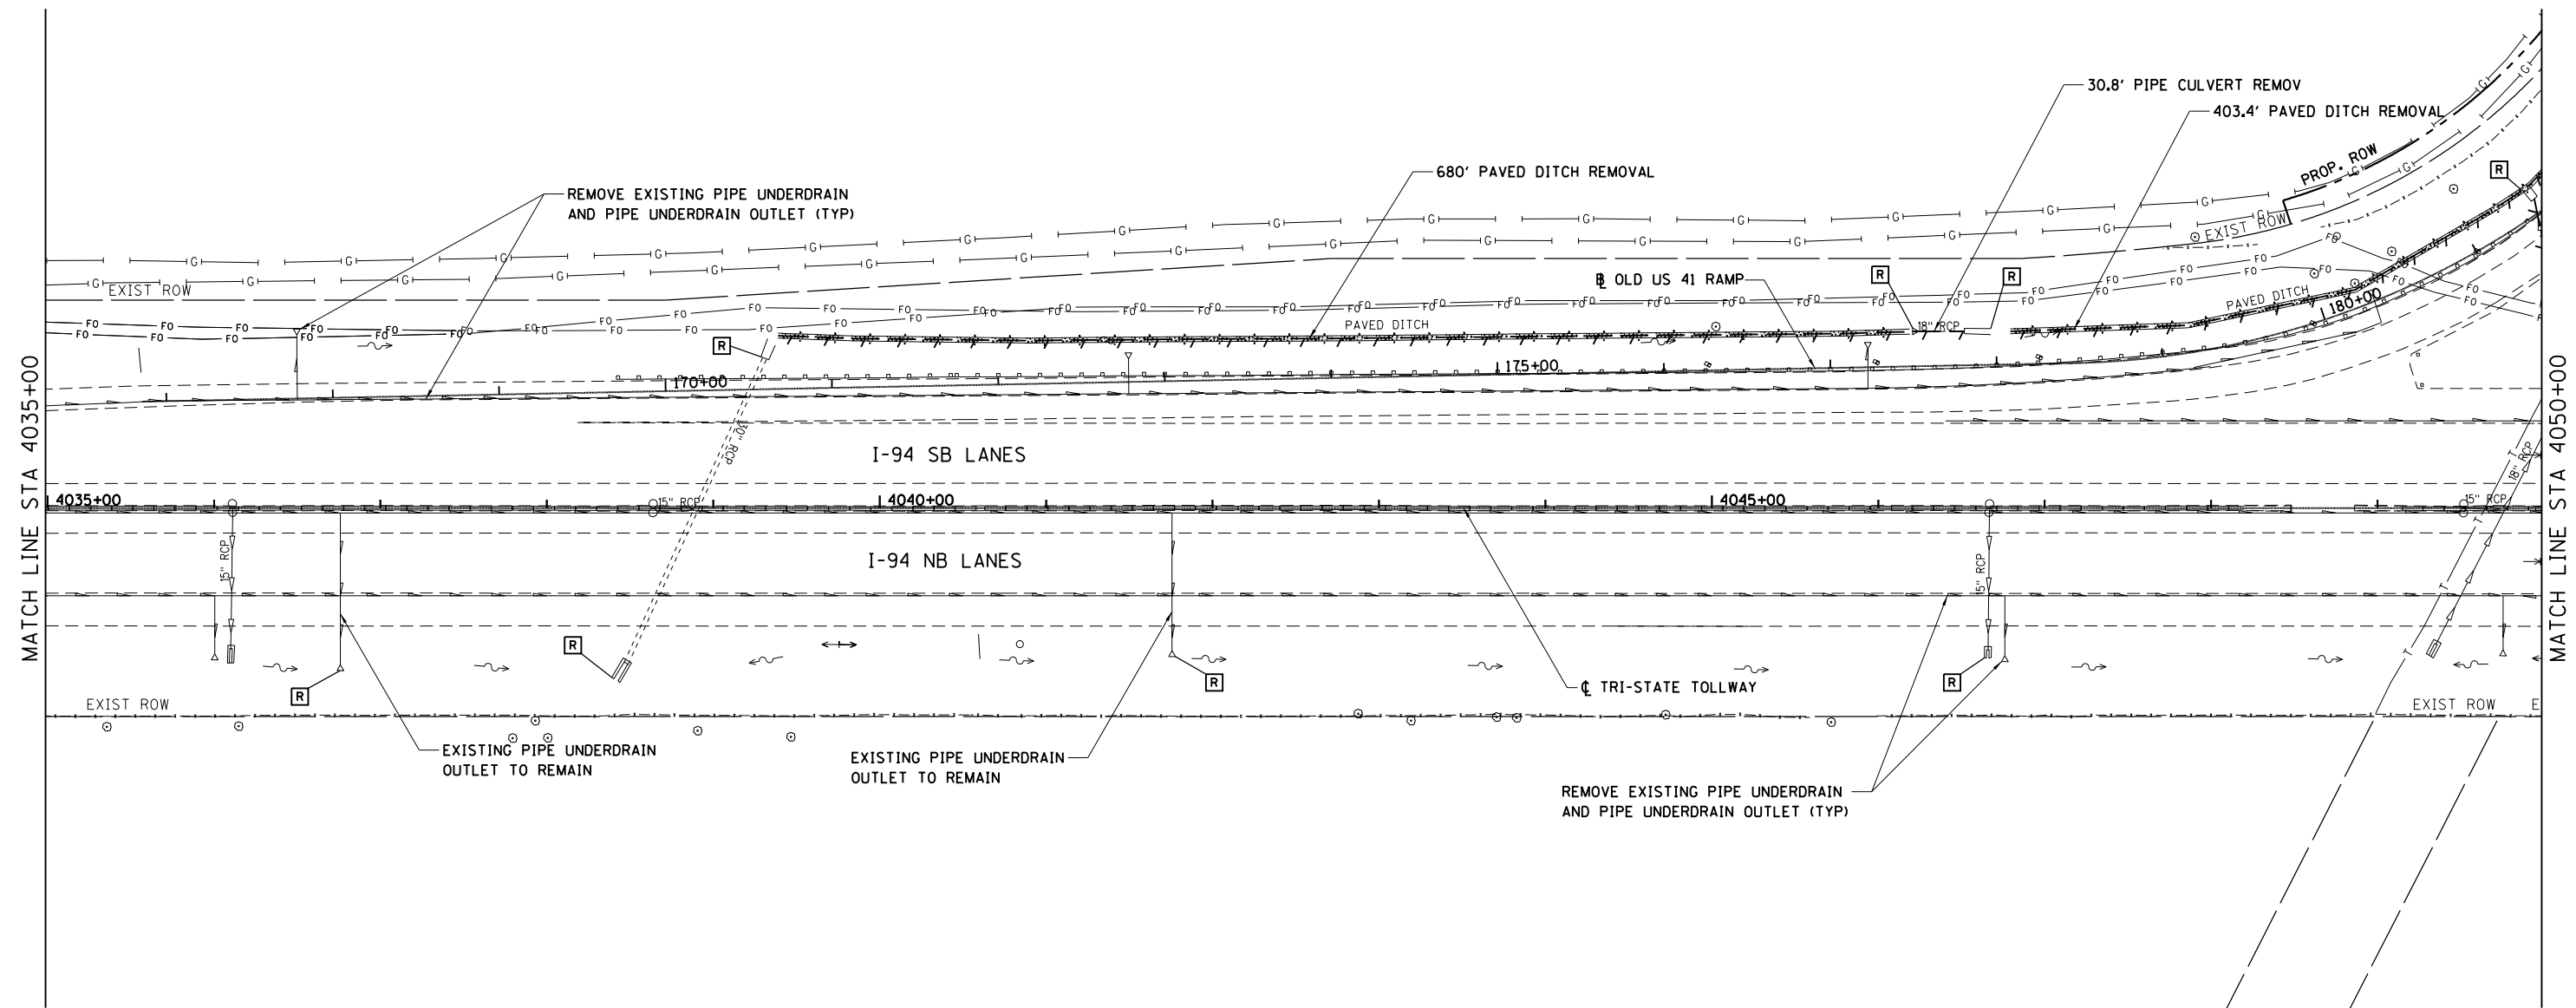 30.8' PIPE CULVERT REMOV
403.4' PAVED DITCH REMOVAL
680' PAVED DITCH REMOVAL
PROP. ROW
R
REMOVE EXISTING PIPE UNDERDRAIN
AND PIPE UNDERDRAIN OUTLET (TYP)
EXIST ROW
EXIST ROW
℄ OLD US 41 RAMP
R
R
PAVED DITCH
180+00
PAVED DITCH
18" RCP
R
170+00
175+00
MATCH LINE STA 4035+00
MATCH LINE STA 4050+00
30" RCP
I-94 SB LANES
18" RCP
4035+00
15" RCP
4040+00
4045+00
15" RCP
15" RCP
I-94 NB LANES
15" RCP
R
R
R
R
℄ TRI-STATE TOLLWAY
EXIST ROW
EXIST ROW
E
EXISTING PIPE UNDERDRAIN
OUTLET TO REMAIN
EXISTING PIPE UNDERDRAIN
OUTLET TO REMAIN
REMOVE EXISTING PIPE UNDERDRAIN
AND PIPE UNDERDRAIN OUTLET (TYP)